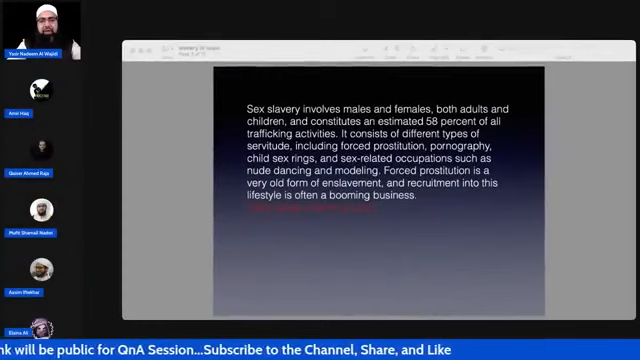 Yasir Nadeem Al Wajidi
Amir Haq
Qaiser Ahmed Raja
Mufti Shamail Nadwi
Aasim Iftekhar
Elzina Ali
Sex slavery involves males and females, both adults and
children, and constitutes an estimated 58 percent of all
trafficking activities. It consists of different types of
servitude, including forced prostitution, pornography,
child sex rings, and sex-related occupations such as
nude dancing and modeling. Forced prostitution is a
very old form of enslavement, and recruitment into this
lifestyle is often a booming business.
nk will be public for QnA Session...Subscribe to the Channel, Share, and Like